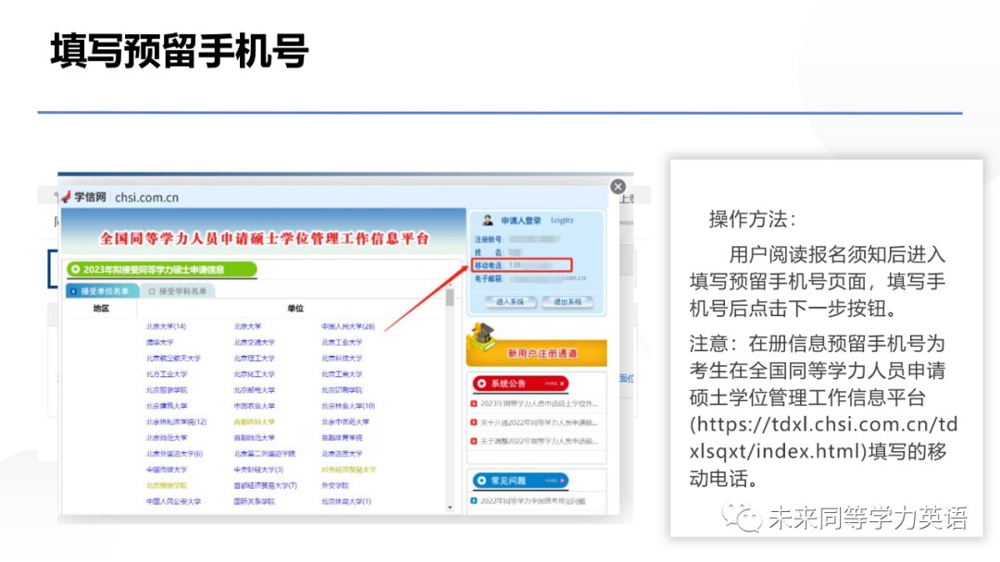 填写预留手机号
学信网 chsi.com.cn
全国同等学力人员申请硕士学位管理工作信息平台
2023年拟接受同等学力硕士申请信息
接受单位名单 接受学科名单
地区 单位
北京大学(14) 北京大学 中国人民大学(28)
清华大学 北京交通大学 北京工业大学
北京航空航天大学 北京理工大学 北京科技大学
北方工业大学 北京化工大学 北京工商大学
北京服装学院 北京邮电大学 北京印刷学院
北京建筑大学 中国农业大学 北京林业大学(10)
北京协和医学院(12) 首都医科大学 北京中医药大学
北京师范大学 首都师范大学 首都体育学院
北京外国语大学(6) 北京第二外国语学院 北京语言大学
中国传媒大学 中央财经大学(3) 对外经济贸易大学
北京物资学院 首都经济贸易大学(7) 外交学院
中国人民公安大学 国际关系学院 北京体育大学(1)
申请人登录 Login
注册账号:
姓 名:
移动电话: 138
电子邮箱: com.cn
进入系统 退出系统
新用户注册通道
系统公告 more
2023年同等学力人员申请硕士学位外...
关于开通2022年同等学力人员申请硕...
关于调整2022年同等学力人员申请硕...
常见问题 more
2022年同等学力全国统考常见问题
面位
操作方法:
用户阅读报名须知后进入
填写预留手机号页面，填写手
机号后点击下一步按钮。
注意：在册信息预留手机号为
考生在全国同等学力人员申请
硕士学位管理工作信息平台
(https://tdxl.chsi.com.cn/td
xlsqxt/index.html)填写的移
动电话。
未来同等学力英语